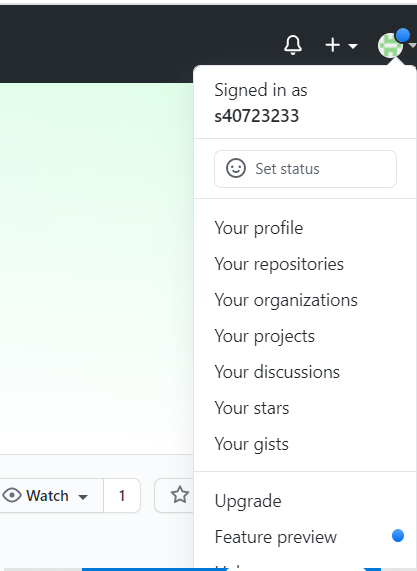 Signed in as
s40723233
Set status
Your profile
Your repositories
Your organizations
Your projects
Your discussions
Your stars
Your gists
Watch 1
Upgrade
Feature preview